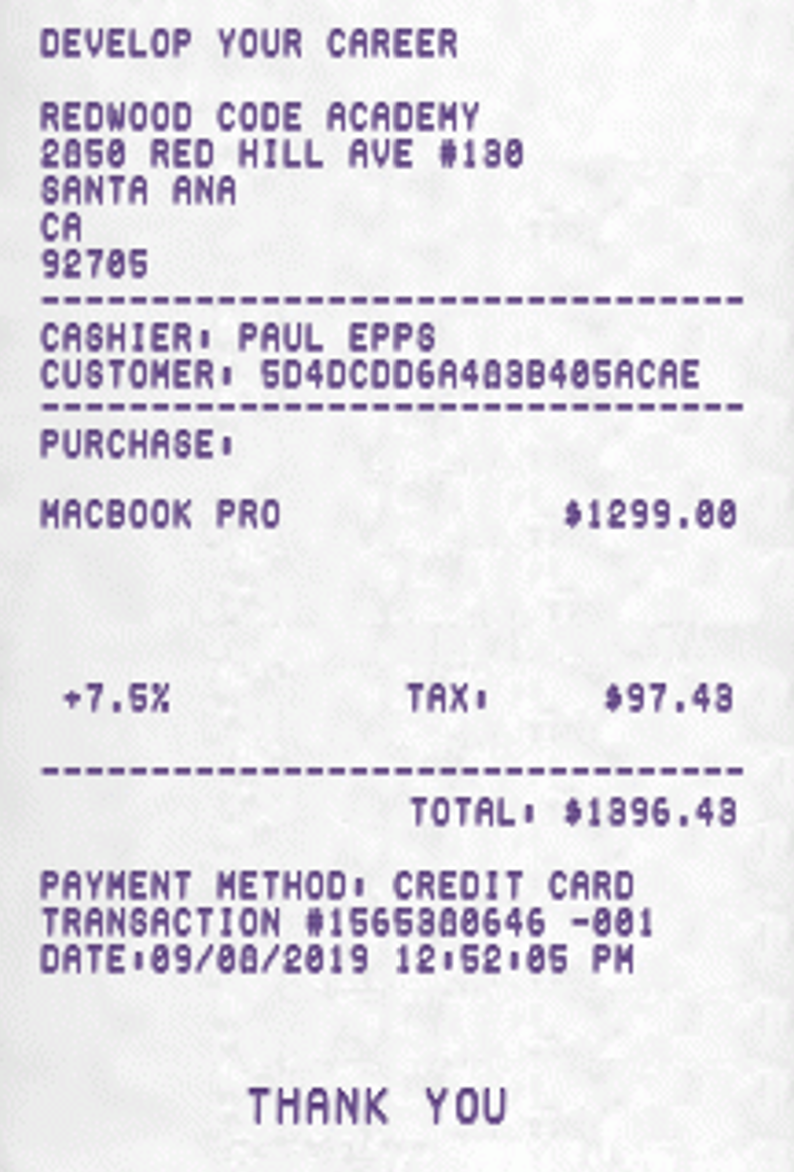 DEVELOP YOUR CAREER
REDWOOD CODE ACADEMY
2850 RED HILL AVE #130
SANTA ANA
CA
92705
--------------------------------
CASHIER: PAUL EPPS
CUSTOMER: 5D4DCDD6A483B405ACAE
--------------------------------
PURCHASE:
MACBOOK PRO $1299.00
+7.5% TAX: $97.43
--------------------------------
TOTAL: $1396.43
PAYMENT METHOD: CREDIT CARD
TRANSACTION #1565380646 -001
DATE:09/08/2019 12:52:05 PM
THANK YOU